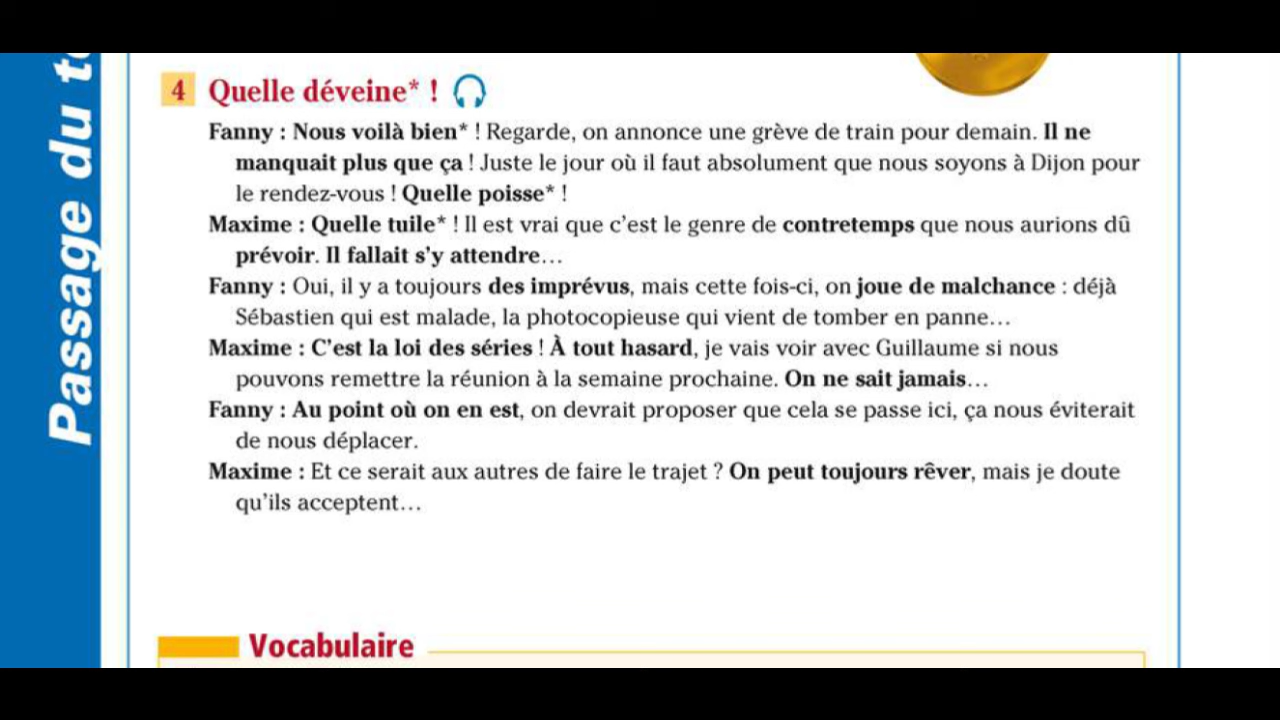 Passage du t
4 Quelle déveine* !
Fanny : Nous voilà bien* ! Regarde, on annonce une grève de train pour demain. Il ne
manquait plus que ça ! Juste le jour où il faut absolument que nous soyons à Dijon pour
le rendez-vous ! Quelle poisse* !
Maxime : Quelle tuile* ! Il est vrai que c’est le genre de contretemps que nous aurions dû
prévoir. Il fallait s'y attendre…
Fanny : Oui, il y a toujours des imprévus, mais cette fois-ci, on joue de malchance : déjà
Sébastien qui est malade, la photocopieuse qui vient de tomber en panne…
Maxime : C’est la loi des séries ! À tout hasard, je vais voir avec Guillaume si nous
pouvons remettre la réunion à la semaine prochaine. On ne sait jamais…
Fanny : Au point où on en est, on devrait proposer que cela se passe ici, ça nous éviterait
de nous déplacer.
Maxime : Et ce serait aux autres de faire le trajet ? On peut toujours rêver, mais je doute
qu’ils acceptent…
Vocabulaire